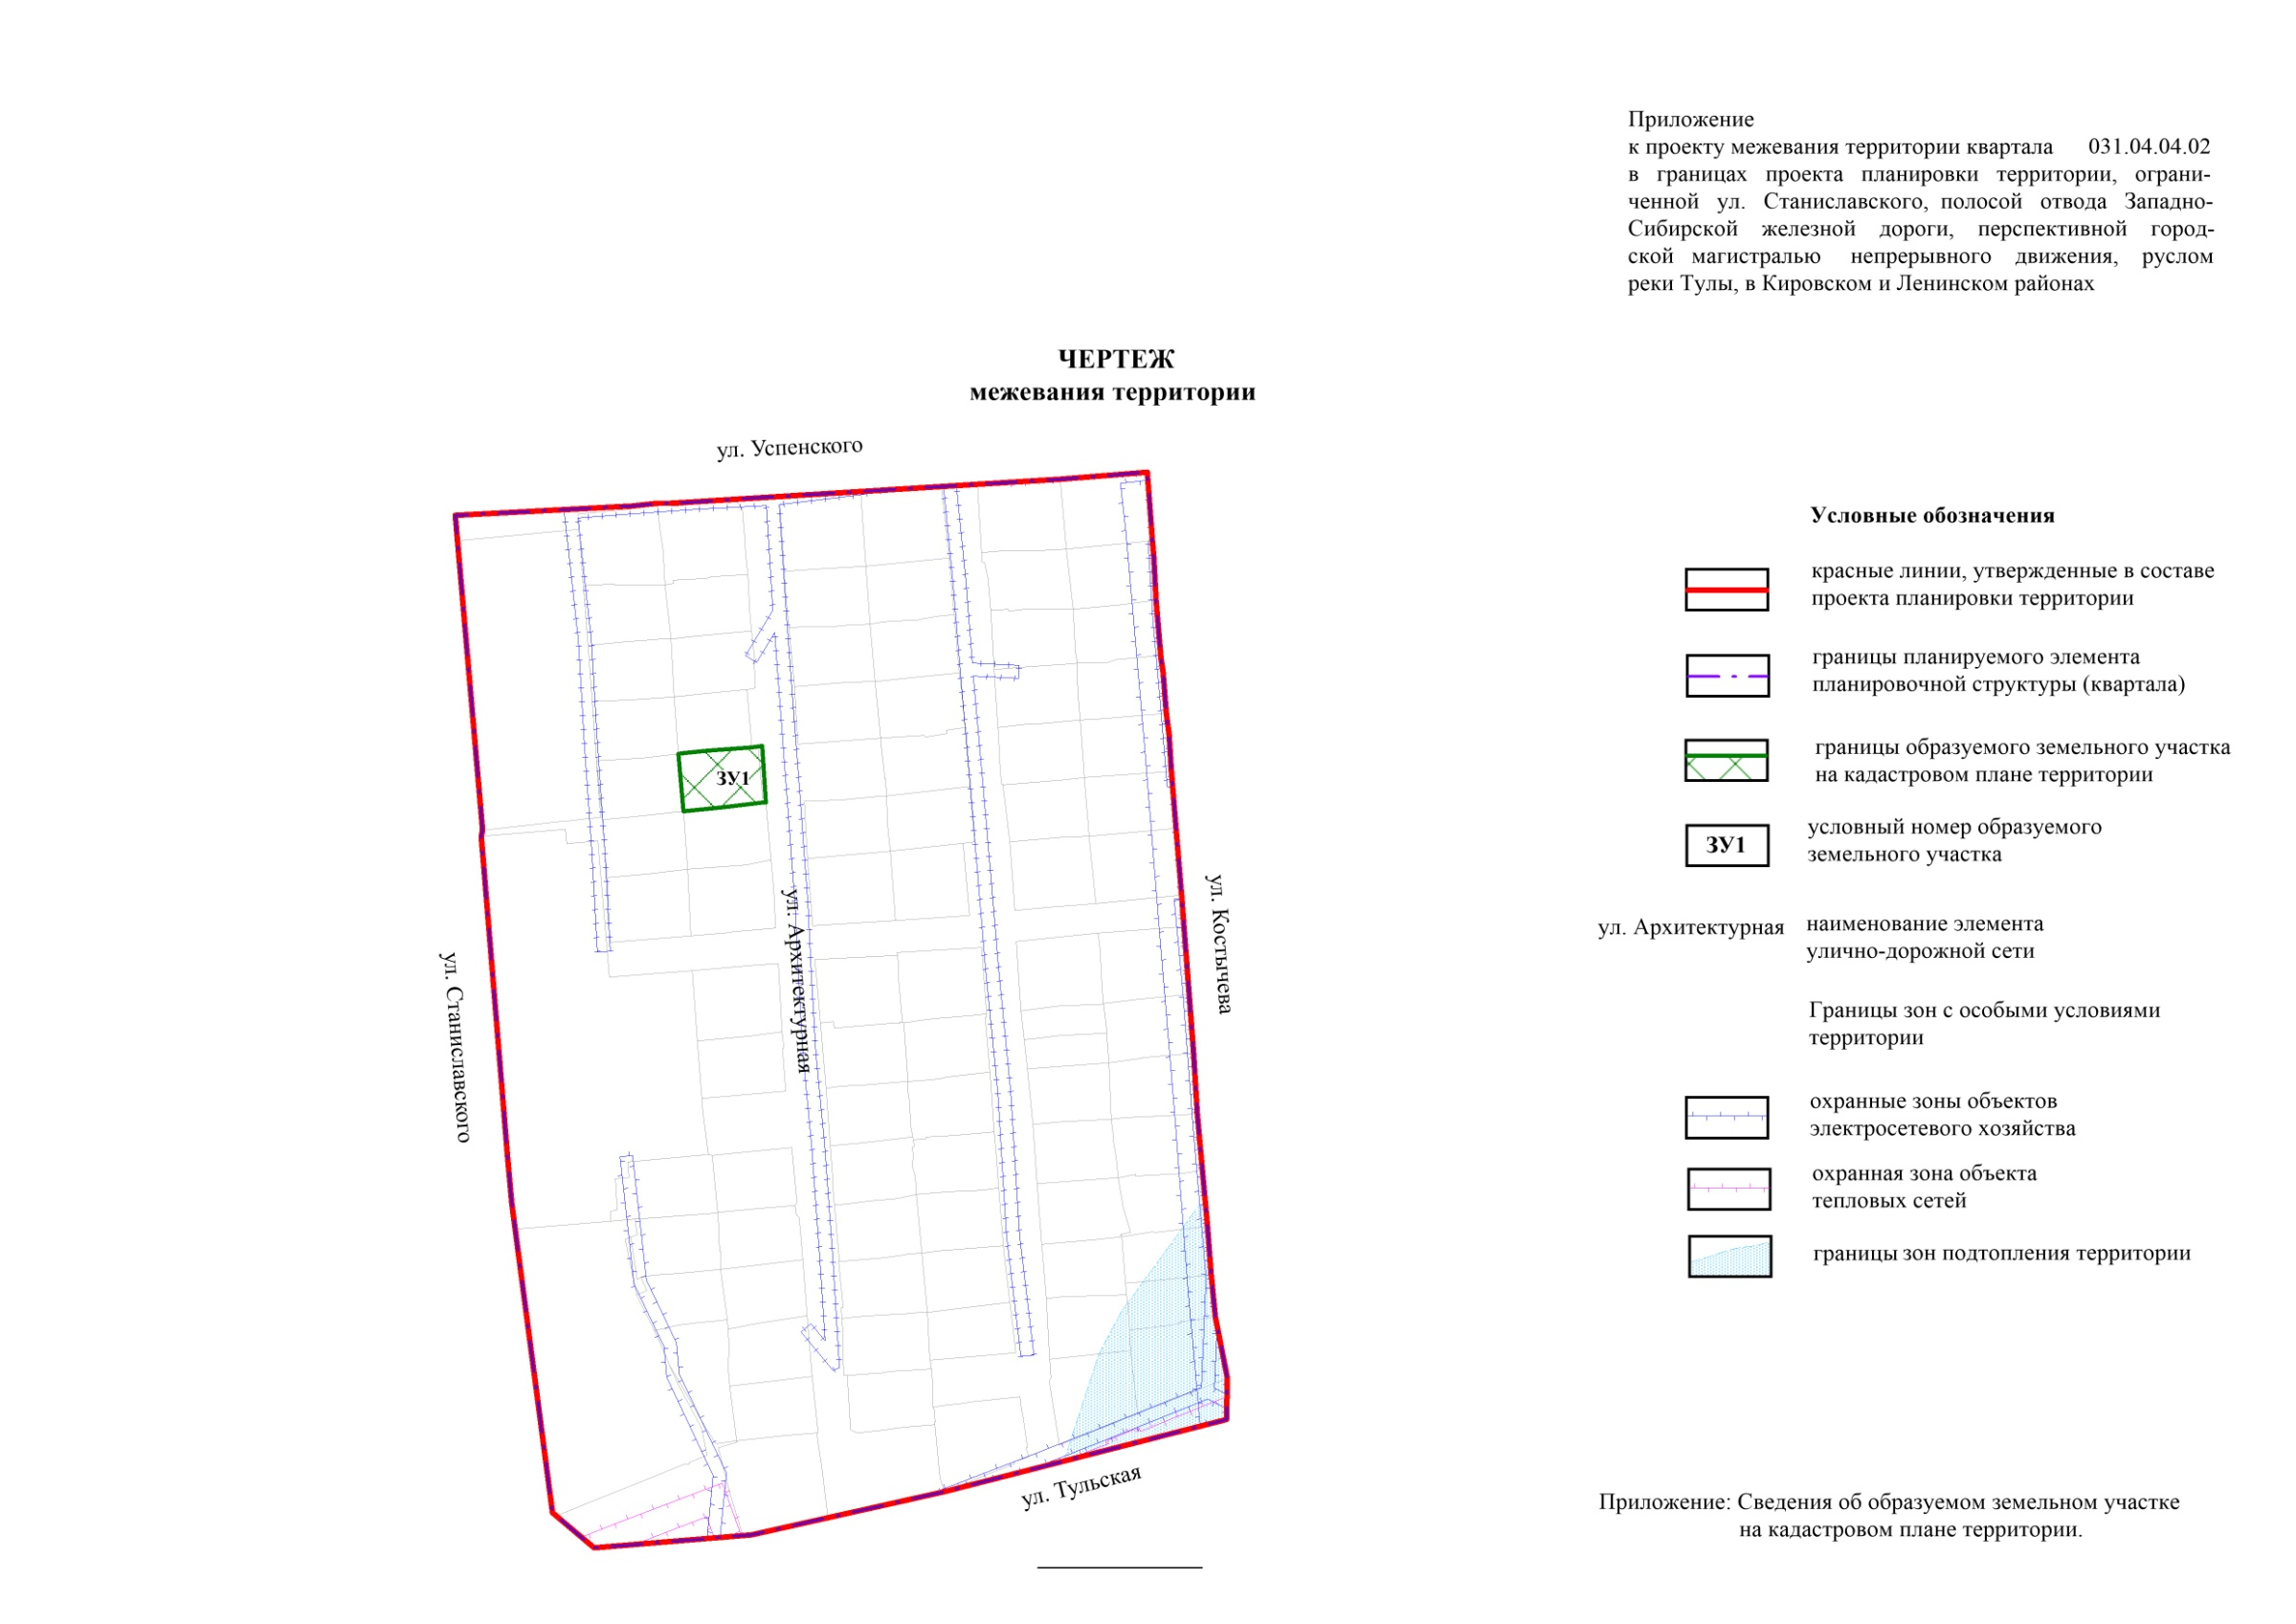 Приложение
к проекту межевания территории квартала 031.04.04.02
в границах проекта планировки территории, ограни-
ченной ул. Станиславского, полосой отвода Западно-
Сибирской железной дороги, перспективной город-
ской магистралью непрерывного движения, руслом
реки Тулы, в Кировском и Ленинском районах
ЧЕРТЕЖ
межевания территории
ул. Успенского
ЗУ1
ул. Архитектурная
ул. Костычева
ул. Станиславского
ул. Тульская
Условные обозначения
красные линии, утвержденные в составе
проекта планировки территории
границы планируемого элемента
планировочной структуры (квартала)
границы образуемого земельного участка
на кадастровом плане территории
ЗУ1
условный номер образуемого
земельного участка
ул. Архитектурная
наименование элемента
улично-дорожной сети
Границы зон с особыми условиями
территории
охранные зоны объектов
электросетевого хозяйства
охранная зона объекта
тепловых сетей
границы зон подтопления территории
Приложение: Сведения об образуемом земельном участке
на кадастровом плане территории.